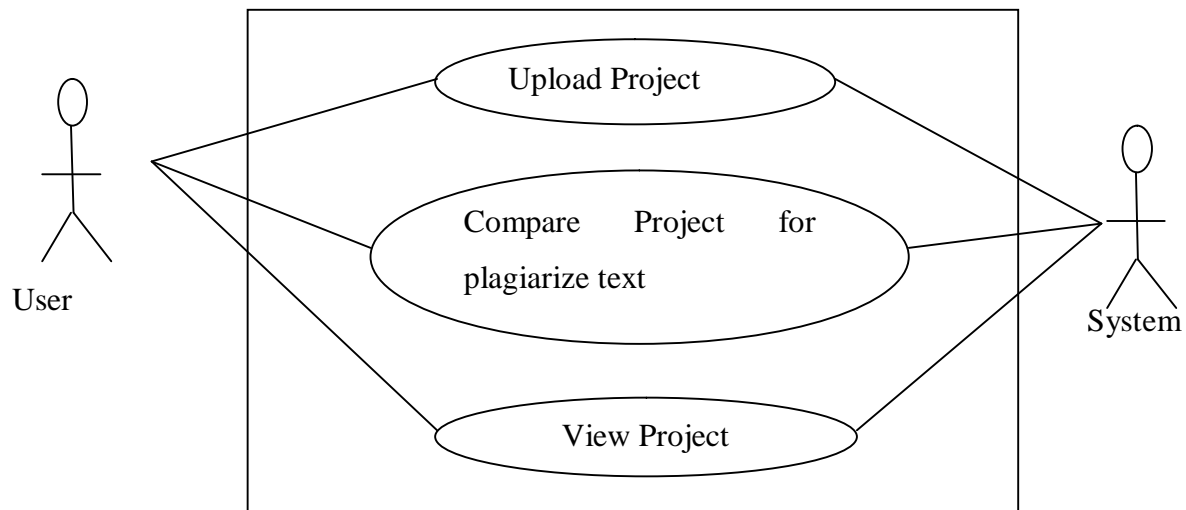 Upload Project
Compare Project for
plagiarize text
User
System
View Project